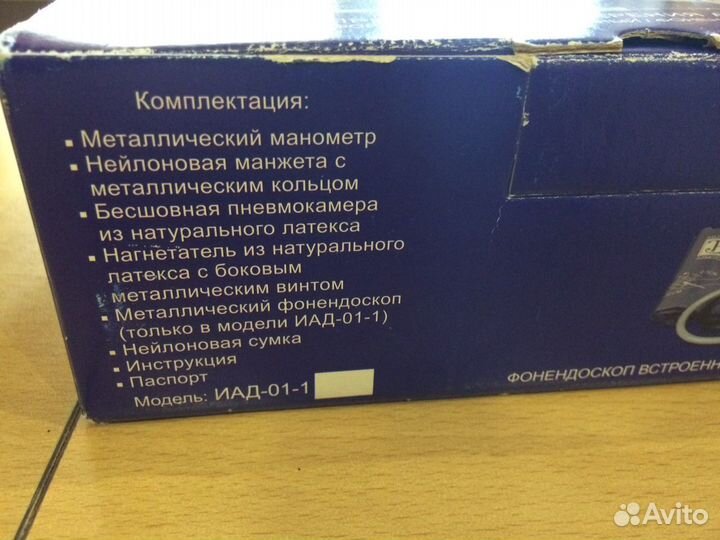 Комплектация:
▪ Металлический манометр
▪ Нейлоновая манжета с
металлическим кольцом
▪ Бесшовная пневмокамера
из натурального латекса
▪ Нагнетатель из натурального
латекса с боковым
металлическим винтом
▪ Металлический фонендоскоп
(только в модели ИАД-01-1)
▪ Нейлоновая сумка
▪ Инструкция
▪ Паспорт
Модель: ИАД-01-1
ФОНЕНДОСКОП ВСТРОЕНН
Avito